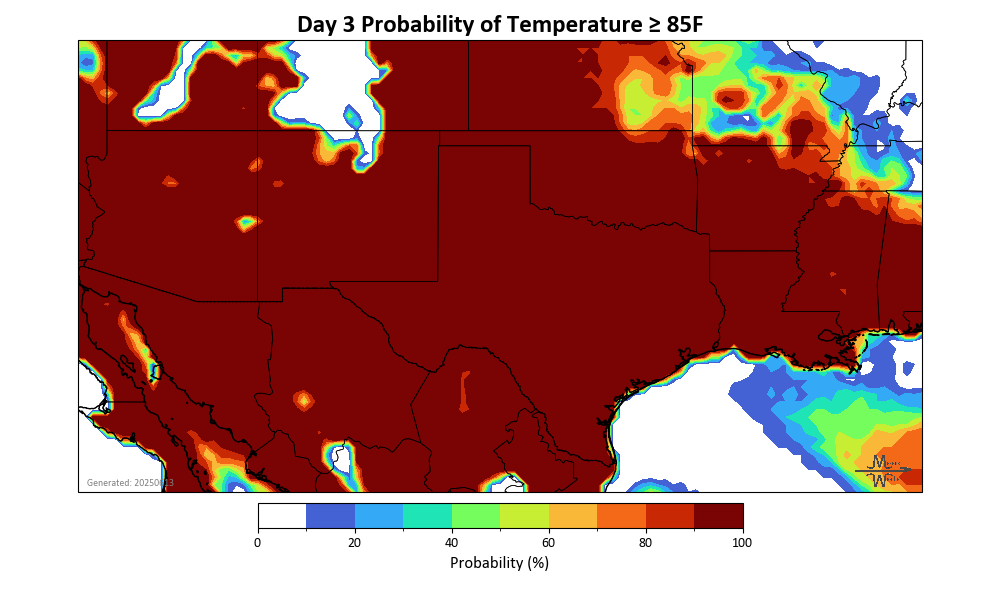 Day 3 Probability of Temperature ≥ 85F
Generated: 20250613
0 20 40 60 80 100
Probability (%)